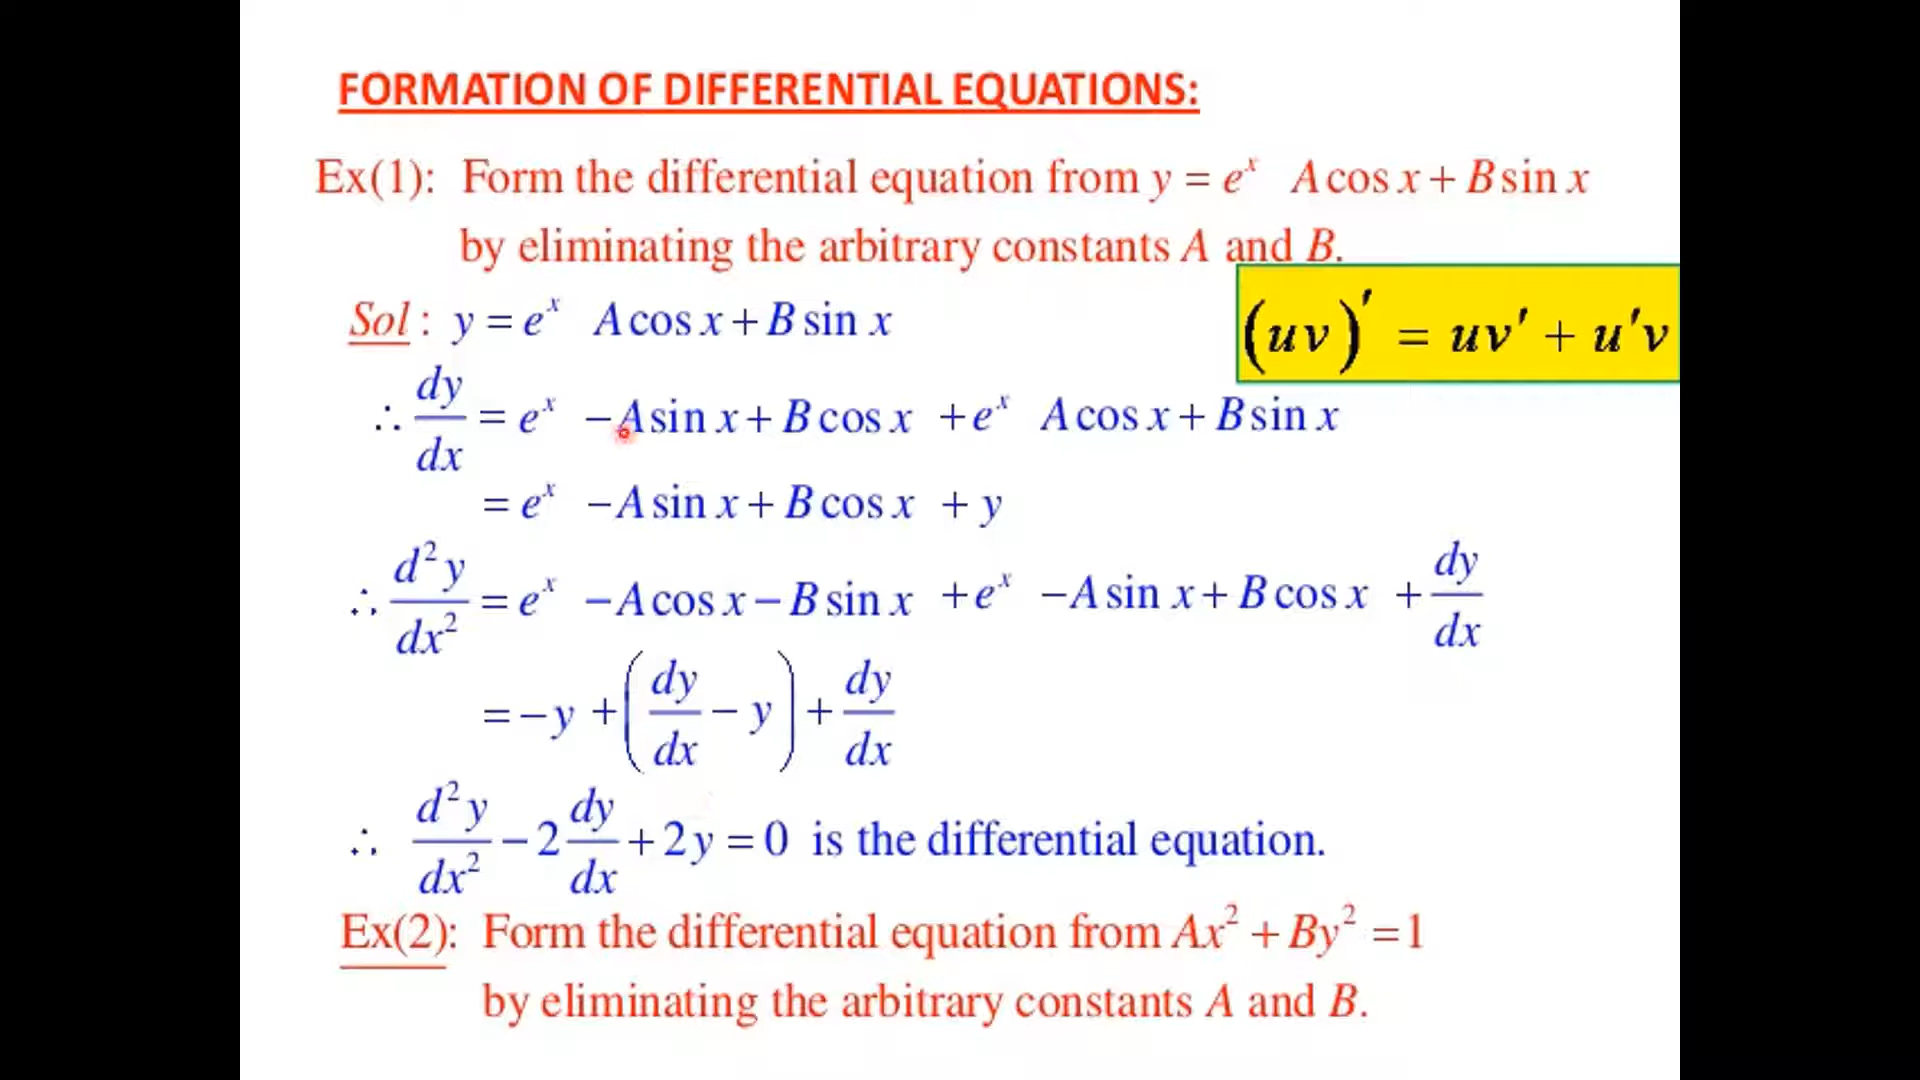 FORMATION OF DIFFERENTIAL EQUATIONS:
Ex(1): Form the differential equation from y = e^x A cos x + B sin x
by eliminating the arbitrary constants A and B.
(uv)′ = uv′ + u′v
Sol: y = e^x A cos x + B sin x
∴ dy/dx = e^x −A sin x + B cos x + e^x A cos x + B sin x
= e^x −A sin x + B cos x + y
∴ d²y/dx² = e^x −A cos x − B sin x + e^x −A sin x + B cos x + dy/dx
= −y + (dy/dx − y) + dy/dx
∴ d²y/dx² − 2 dy/dx + 2y = 0 is the differential equation.
Ex(2): Form the differential equation from Ax² + By² = 1
by eliminating the arbitrary constants A and B.